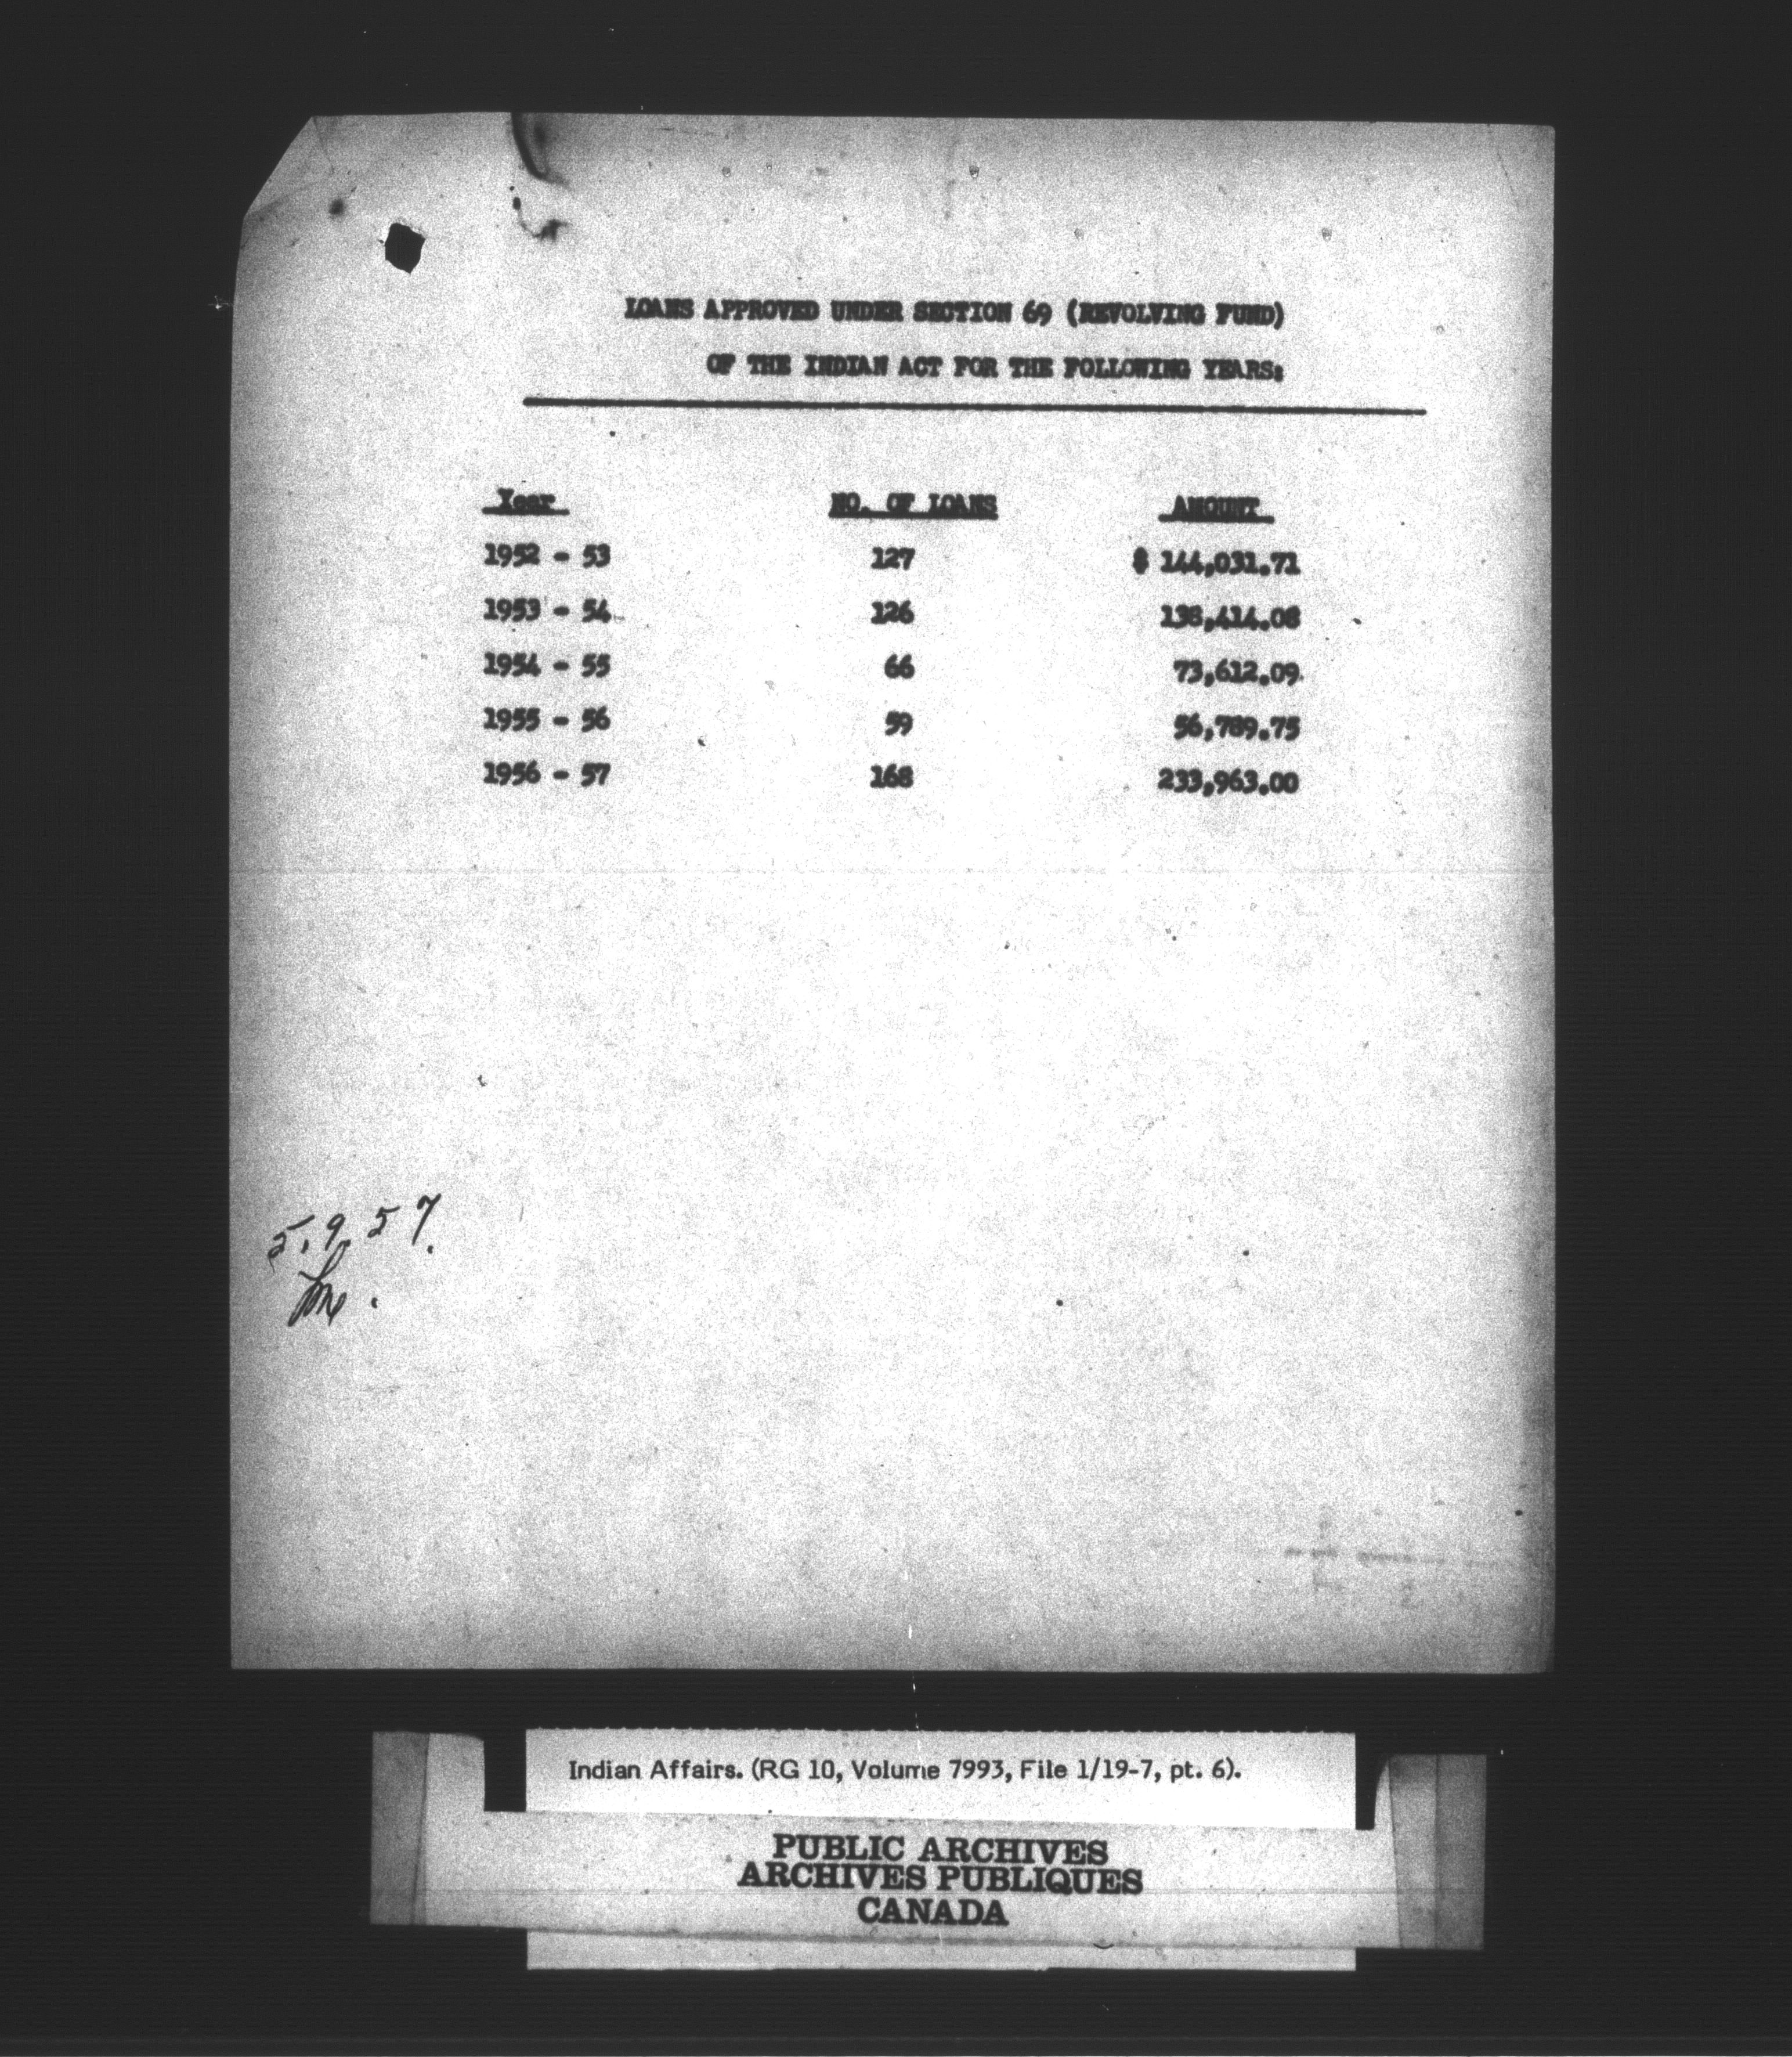 LOANS APPROVED UNDER SECTION 69 (REVOLVING FUND)
OF THE INDIAN ACT FOR THE FOLLOWING YEARS:
Year NO. OF LOANS AMOUNT
1952 - 53 127 $ 144,031.71
1953 - 54 126 138,414.08
1954 - 55 66 73,612.09
1955 - 56 59 56,789.75
1956 - 57 168 233,963.00
5.9.57.
Indian Affairs. (RG 10, Volume 7993, File 1/19-7, pt. 6).
PUBLIC ARCHIVES
ARCHIVES PUBLIQUES
CANADA